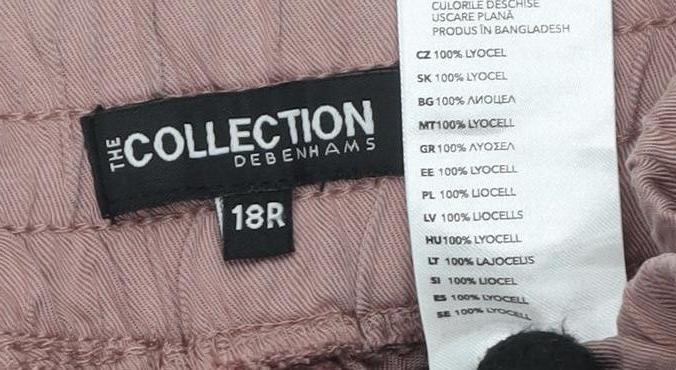 THE COLLECTION
DEBENHAMS
18R
CULORILE DESCHISE
USCARE PLANĂ
PRODUS ÎN BANGLADESH
CZ 100% LYOCEL
SK 100% LYOCEL
BG 100% ЛИОЦЕЛ
MT 100% LYOCELL
GR 100% ΛΥΟΣΕΛ
EE 100% LYOCELL
PL 100% LIOCELL
LV 100% LIOCELLS
HU 100% LYOCELL
LT 100% LAJOCELIS
SI 100% LIOCEL
ES 100% LYOCELL
SE 100% LYOCELL